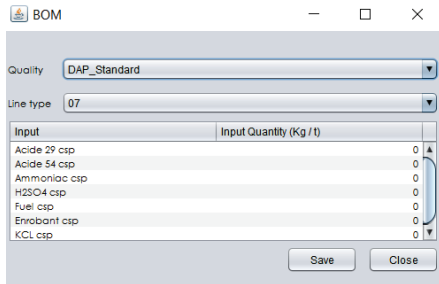 BOM
Quality DAP_Standard
Line type 07
Input Input Quantity (Kg / t)
Acide 29 csp 0
Acide 54 csp 0
Ammoniac csp 0
H2SO4 csp 0
Fuel csp 0
Enrobant csp 0
KCL csp 0
Save Close